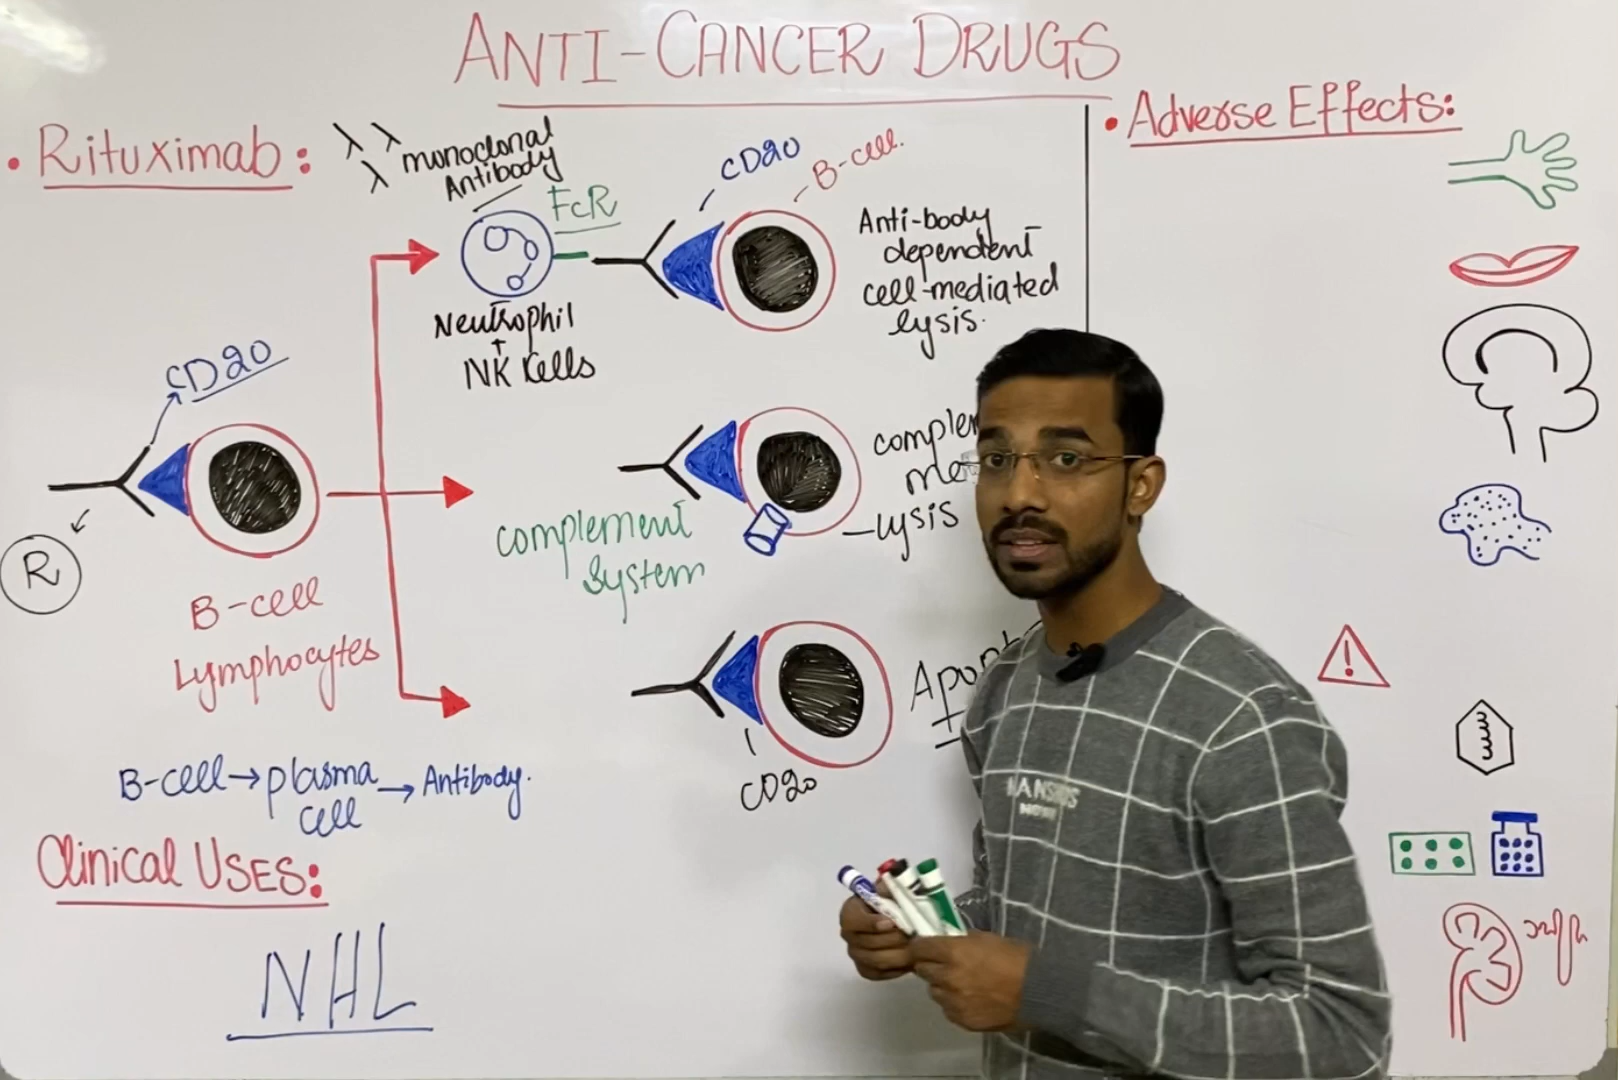 ANTI-CANCER DRUGS
• Rituximab:
monoclonal
Antibody
FcR
CD20
B-cell.
Anti-body
dependent
cell-mediated
lysis.
Neutrophil
+
NK Cells
CD20
R
B-cell
Lymphocytes
complement
System
lysis
CD20
B-cell → plasma cell → Antibody.
Clinical USES:
NHL
• Adverse Effects:
!